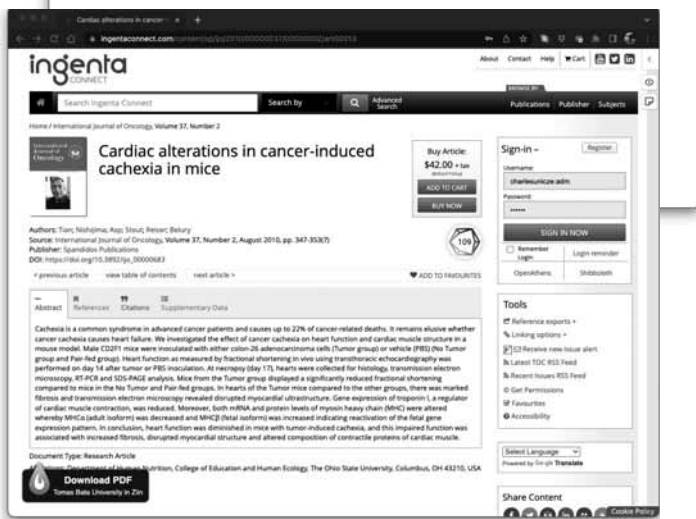 Cardiac alterations in cancer
ingentaconnect.com
ingenta
CONNECT
About Contact Help Cart
BROWSE BY:
Search Ingenta Connect Search by Advanced Search Publications Publisher Subjects
Home / International Journal of Oncology, Volume 37, Number 2
International Journal of Oncology
Cardiac alterations in cancer-induced
cachexia in mice
Buy Article:
$42.00 + tax
ADD TO CART
BUY NOW
Authors: Tian; Nishijima; Asp; Stout; Reiser; Belury
Source: International Journal of Oncology, Volume 37, Number 2, August 2010, pp. 347-353(7)
Publisher: Spandidos Publications
DOI: https://doi.org/10.3892/ijo_00000683
109
< previous article view table of contents next article >
ADD TO FAVOURITES
Abstract References Citations Supplementary Data
Cachexia is a common syndrome in advanced cancer patients and causes up to 22% of cancer-related deaths. It remains elusive whether
cancer cachexia causes heart failure. We investigated the effect of cancer cachexia on heart function and cardiac muscle structure in a
mouse model. Male CD2F1 mice were inoculated with either colon-26 adenocarcinoma cells (Tumor group) or vehicle (PBS) (No Tumor
group and Pair-fed group). Heart function as measured by fractional shortening in vivo using transthoracic echocardiography was
performed on day 14 after tumor or PBS inoculation. At necropsy (day 17), hearts were collected for histology, transmission electron
microscopy, RT-PCR and SDS-PAGE analysis. Mice from the Tumor group displayed a significantly reduced fractional shortening
compared to mice in the No Tumor and Pair-fed groups. In hearts of the Tumor mice compared to the other groups, there was marked
fibrosis and transmission electron microscopy revealed disrupted myocardial ultrastructure. Gene expression of troponin I, a regulator
of cardiac muscle contraction, was reduced. Moreover, both mRNA and protein levels of myosin heavy chain (MHC) were altered
whereby MHCα (adult isoform) was decreased and MHCβ (fetal isoform) was increased indicating reactivation of the fetal gene
expression pattern. In conclusion, heart function was diminished in mice with tumor-induced cachexia, and this impaired function was
associated with increased fibrosis, disrupted myocardial structure and altered composition of contractile proteins of cardiac muscle.
Document Type: Research Article
Department of Human Nutrition, College of Education and Human Ecology, The Ohio State University, Columbus, OH 43210, USA
Download PDF
Tomas Bata University in Zlin
Sign-in –
Register
Username:
charlesunicze:adm
Password:
SIGN IN NOW
Remember Login
Login reminder
OpenAthens Shibboleth
Tools
Reference exports +
Linking options +
Receive new issue alert
Latest TOC RSS Feed
Recent Issues RSS Feed
Get Permissions
Favourites
Accessibility
Select Language
Powered by Google Translate
Share Content
Cookie Policy